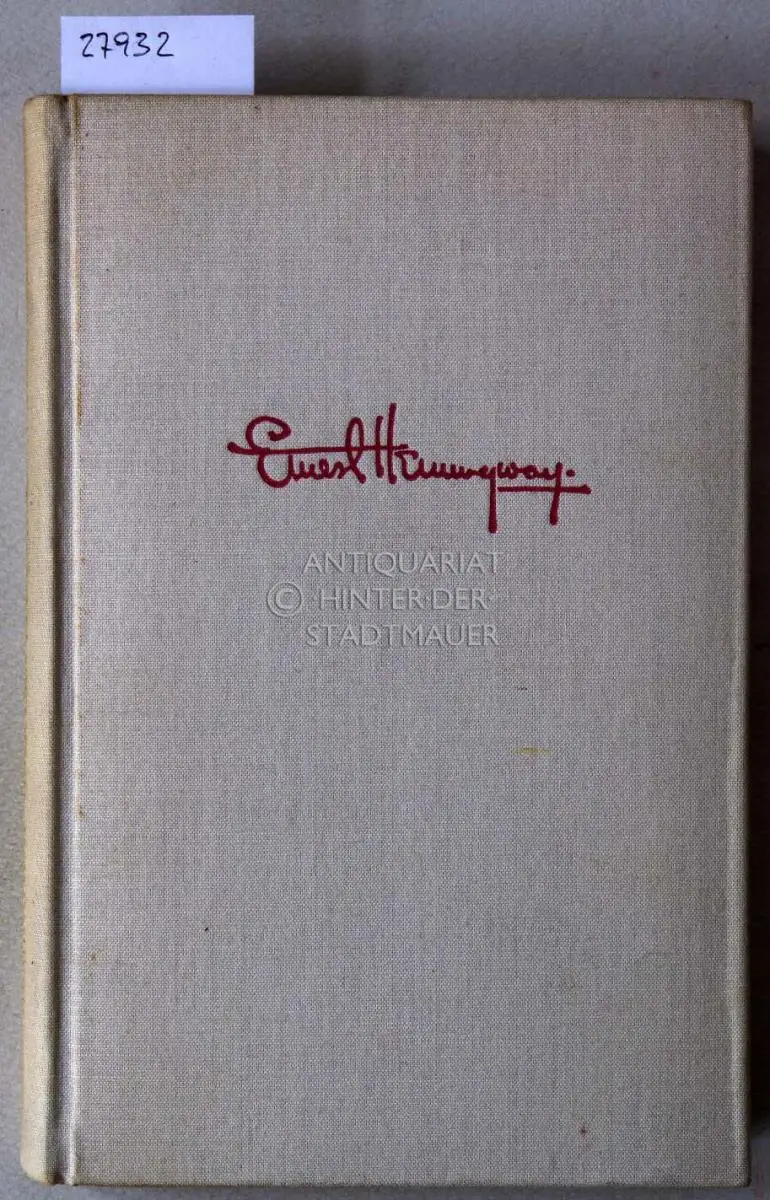 27932
Ernest Hemingway.
ANTIQUARIAT
© HINTER·DER·
STADTMAUER